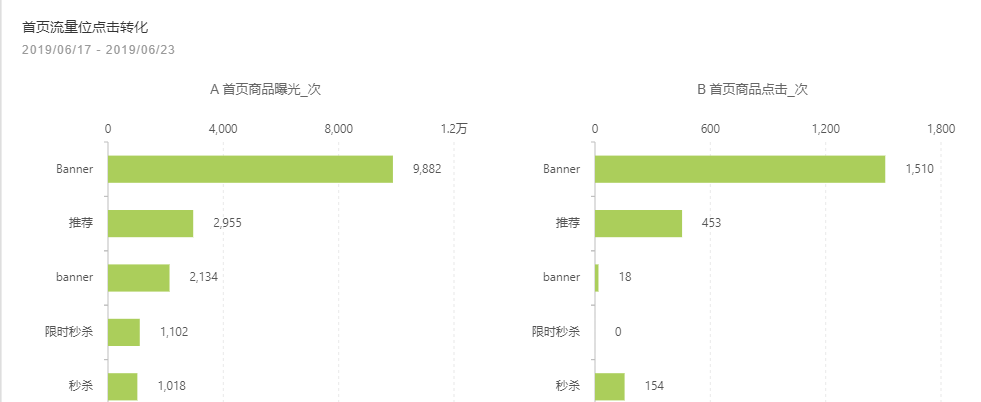 首页流量位点击转化
2019/06/17 - 2019/06/23
A 首页商品曝光_次
0 4,000 8,000 1.2万
Banner 9,882
推荐 2,955
banner 2,134
限时秒杀 1,102
秒杀 1,018
B 首页商品点击_次
0 600 1,200 1,800
Banner 1,510
推荐 453
banner 18
限时秒杀 0
秒杀 154